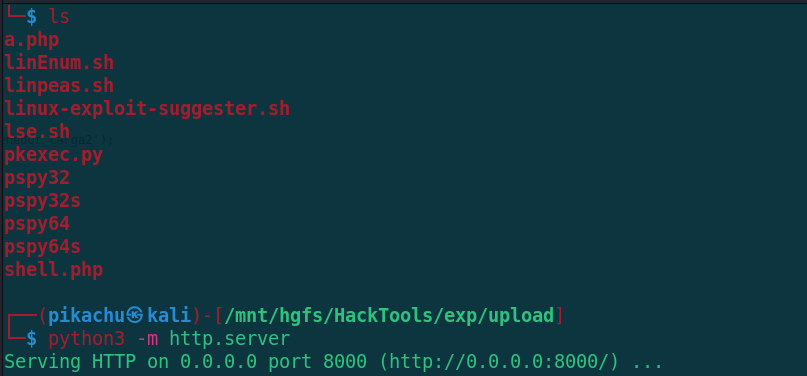 └─$ ls
a.php
linEnum.sh
linpeas.sh
linux-exploit-suggester.sh
lse.sh
pkexec.py
pspy32
pspy32s
pspy64
pspy64s
shell.php
┌──(pikachu㉿kali)-[/mnt/hgfs/HackTools/exp/upload]
└─$ python3 -m http.server
Serving HTTP on 0.0.0.0 port 8000 (http://0.0.0.0:8000/) ...